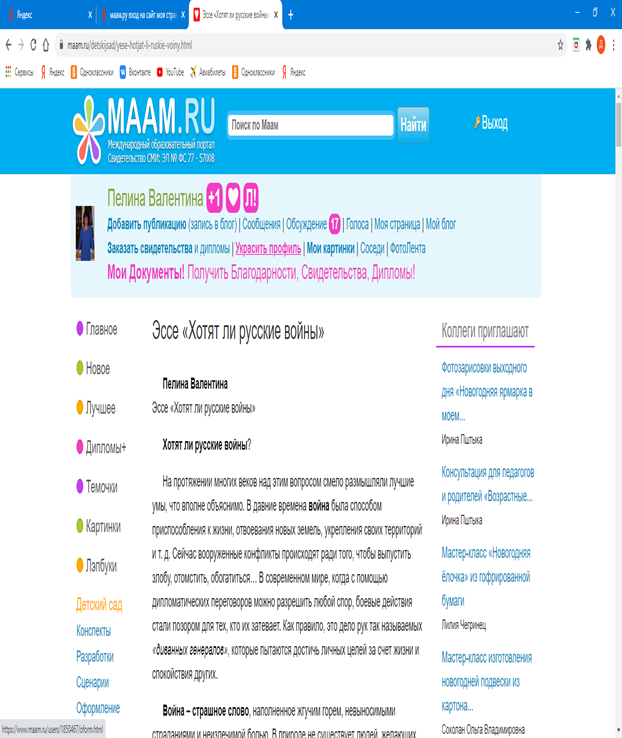 Яндекс
маам.ру вход на сайт моя стра
Эссе «Хотят ли русские войны»
maam.ru/detskijsad/yese-hotjat-li-ruskie-voiny.html
Сервисы Яндекс Одноклассники Вконтакте YouTube Авиабилеты Одноклассники Яндекс
MAAM.RU
Международный образовательный портал
Свидетельство СМИ: ЭЛ № ФС 77 - 57008
Поиск по Маам
Найти
Выход
Пелина Валентина +1 Л!
Добавить публикацию (запись в блог) | Сообщения | Обсуждение 17 | Голоса | Моя страница | Мой блог
Заказать свидетельства и дипломы | Украсить профиль | Мои картинки | Соседи | ФотоЛента
Мои Документы! Получить Благодарности, Свидетельства, Дипломы!
Главное
Новое
Лучшее
Дипломы+
Темочки
Картинки
Лэпбуки
Детский сад
Конспекты
Разработки
Сценарии
Оформление
Эссе «Хотят ли русские войны»
Пелина Валентина
Эссе «Хотят ли русские войны»
Хотят ли русские войны?
На протяжении многих веков над этим вопросом смело размышляли лучшие
умы, что вполне объяснимо. В давние времена война была способом
приспособления к жизни, отвоевания новых земель, укрепления своих территорий
и т. д. Сейчас вооруженные конфликты происходят ради того, чтобы выпустить
злобу, отомстить, обогатиться… В современном мире, когда с помощью
дипломатических переговоров можно разрешить любой спор, боевые действия
стали позором для тех, кто их затевает. Как правило, это дело рук так называемых
«диванных генералов», которые пытаются достичь личных целей за счет жизни и
спокойствия других.
Война – страшное слово, наполненное жгучим горем, невыносимыми
страданиями и неизлечимой болью. В природе не существует людей, желающих
Коллеги приглашают
Фотозарисовки выходного
дня «Новогодняя ярмарка в
моем...
Ирина Пштыка
Консультация для педагогов
и родителей «Возрастные...
Ирина Пштыка
Мастер-класс «Новогодняя
ёлочка» из гофрированной
бумаги
Лилия Чегринец
Мастер-класс изготовления
новогодней подвески из
картона...
Соколан Ольга Владимировна
https://www.maam.ru/users/1850467/oform.html